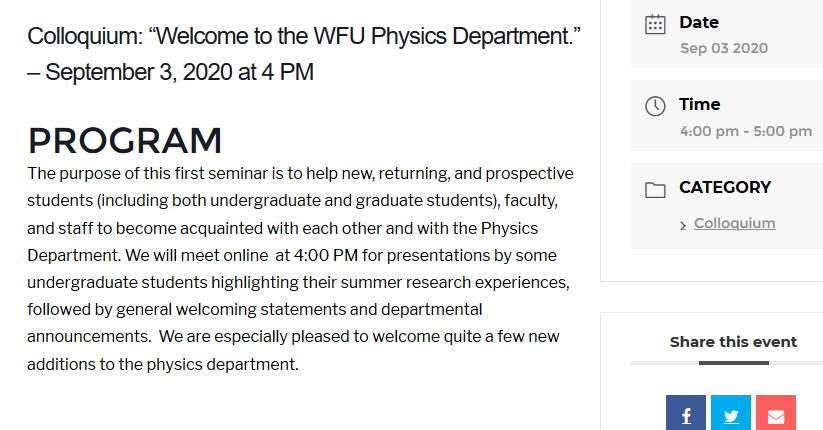 Colloquium: “Welcome to the WFU Physics Department.”
– September 3, 2020 at 4 PM
PROGRAM
The purpose of this first seminar is to help new, returning, and prospective
students (including both undergraduate and graduate students), faculty,
and staff to become acquainted with each other and with the Physics
Department. We will meet online  at 4:00 PM for presentations by some
undergraduate students highlighting their summer research experiences,
followed by general welcoming statements and departmental
announcements.  We are especially pleased to welcome quite a few new
additions to the physics department.
Date
Sep 03 2020
Time
4:00 pm - 5:00 pm
CATEGORY
Colloquium
Share this event